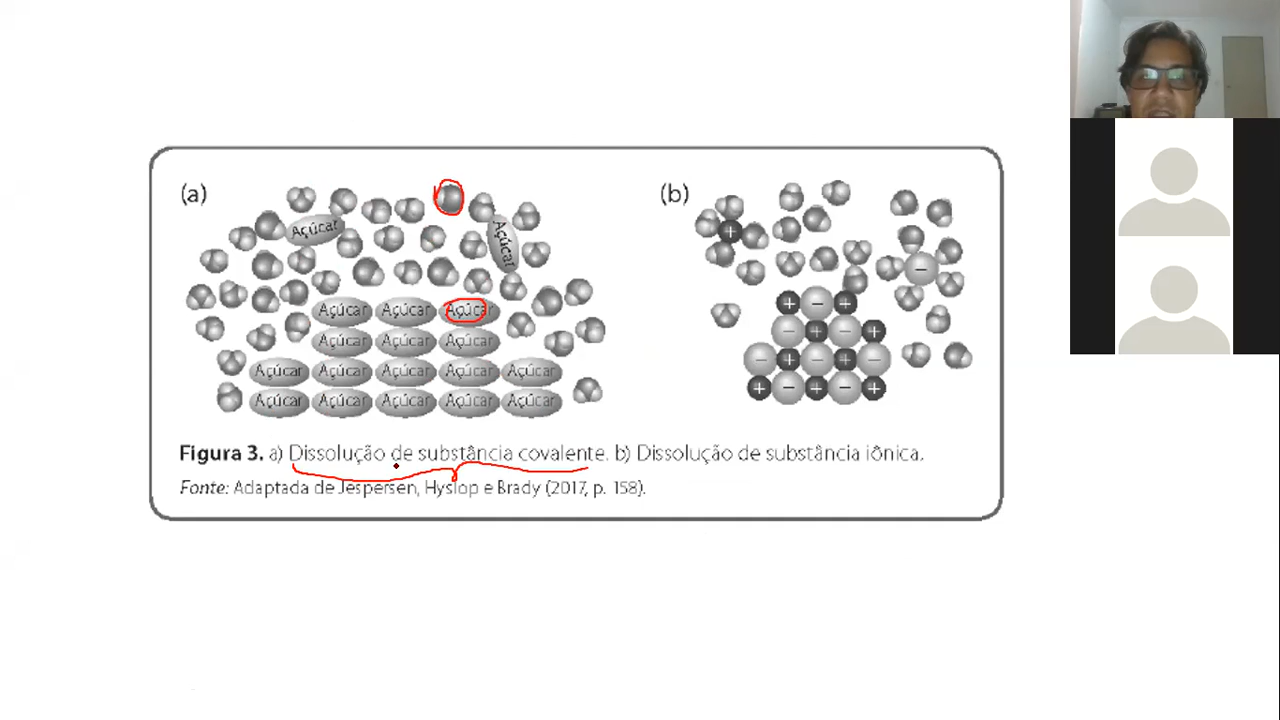 (a)
(b)
Açúcar
Açúcar
Açúcar Açúcar Açúcar
Açúcar Açúcar Açúcar
Açúcar Açúcar Açúcar Açúcar Açúcar
Açúcar Açúcar Açúcar Açúcar Açúcar
+
−
+ − +
− + − +
− + − + −
+ − + − +
Figura 3. a) Dissolução de substância covalente. b) Dissolução de substância iônica.
Fonte: Adaptada de Jespersen, Hyslop e Brady (2017, p. 158).